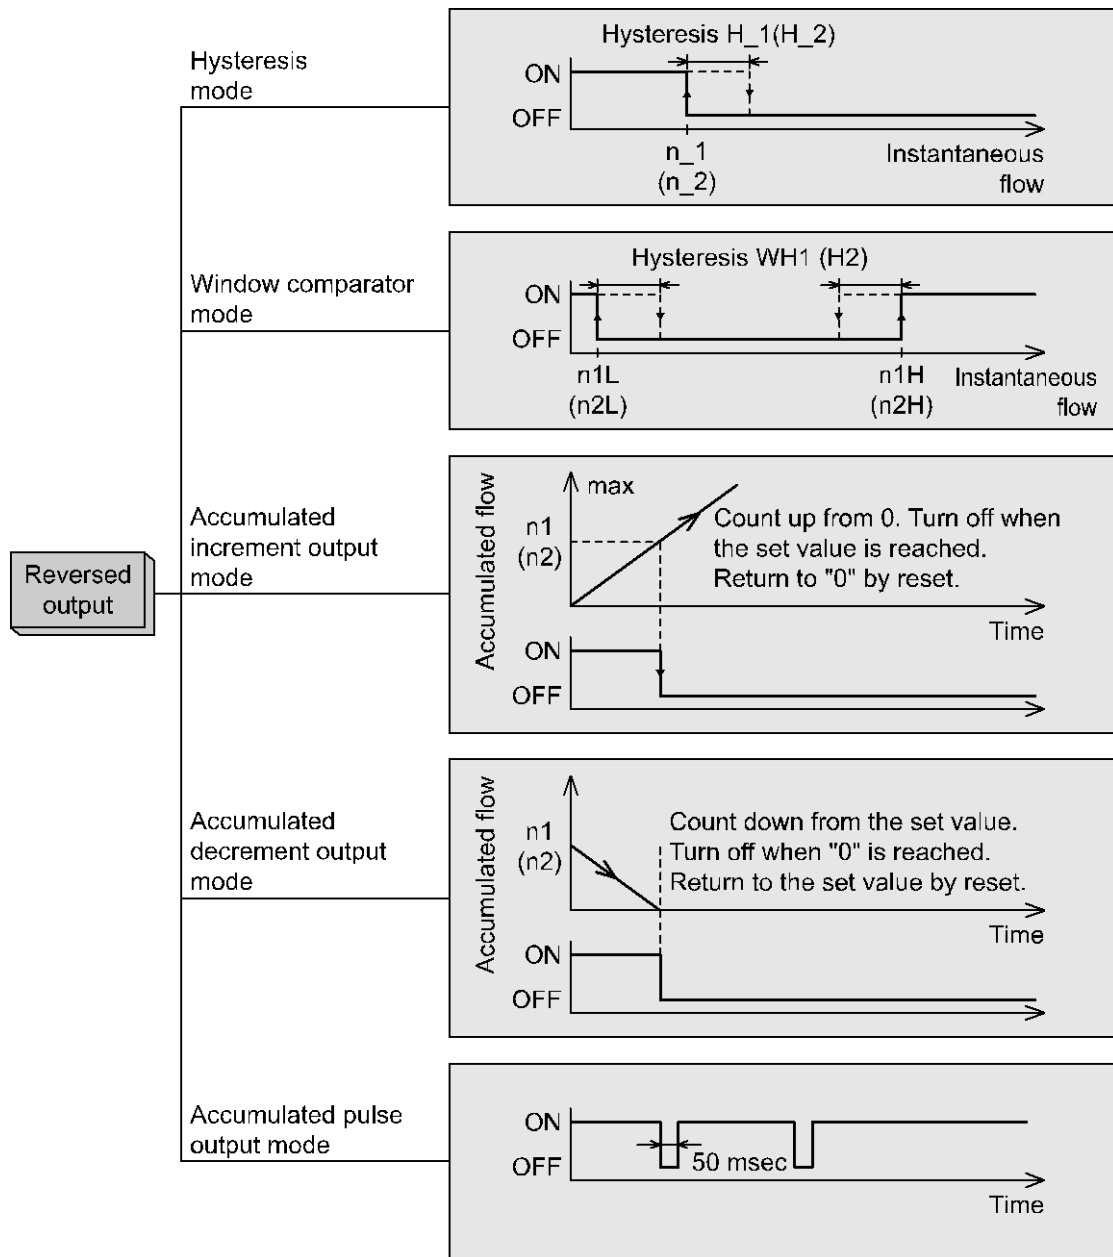 Reversed
output
Hysteresis
mode
Hysteresis H_1(H_2)
ON
OFF
n_1
(n_2)
Instantaneous
flow
Window comparator
mode
Hysteresis WH1 (H2)
ON
OFF
n1L
(n2L)
n1H
(n2H)
Instantaneous
flow
Accumulated
increment output
mode
Accumulated flow
max
n1
(n2)
Count up from 0. Turn off when
the set value is reached.
Return to "0" by reset.
Time
ON
OFF
Accumulated
decrement output
mode
Accumulated flow
n1
(n2)
Count down from the set value.
Turn off when "0" is reached.
Return to the set value by reset.
Time
ON
OFF
Accumulated pulse
output mode
ON
OFF
50 msec
Time